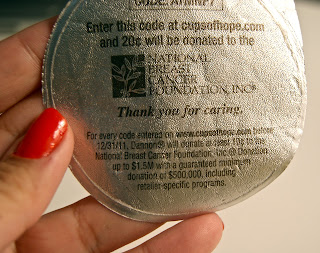 Enter this code at cupsofhope.com
and 20¢ will be donated to the
NATIONAL
BREAST
CANCER
FOUNDATION, INC®
Thank you for caring.
For every code entered on www.cupsofhope.com before
12/31/11, Dannon® will donate at least 10¢ to the
National Breast Cancer Foundation, Inc.® Donation
up to $1.5M with a guaranteed minimum
donation of $500,000, including
retailer-specific programs.